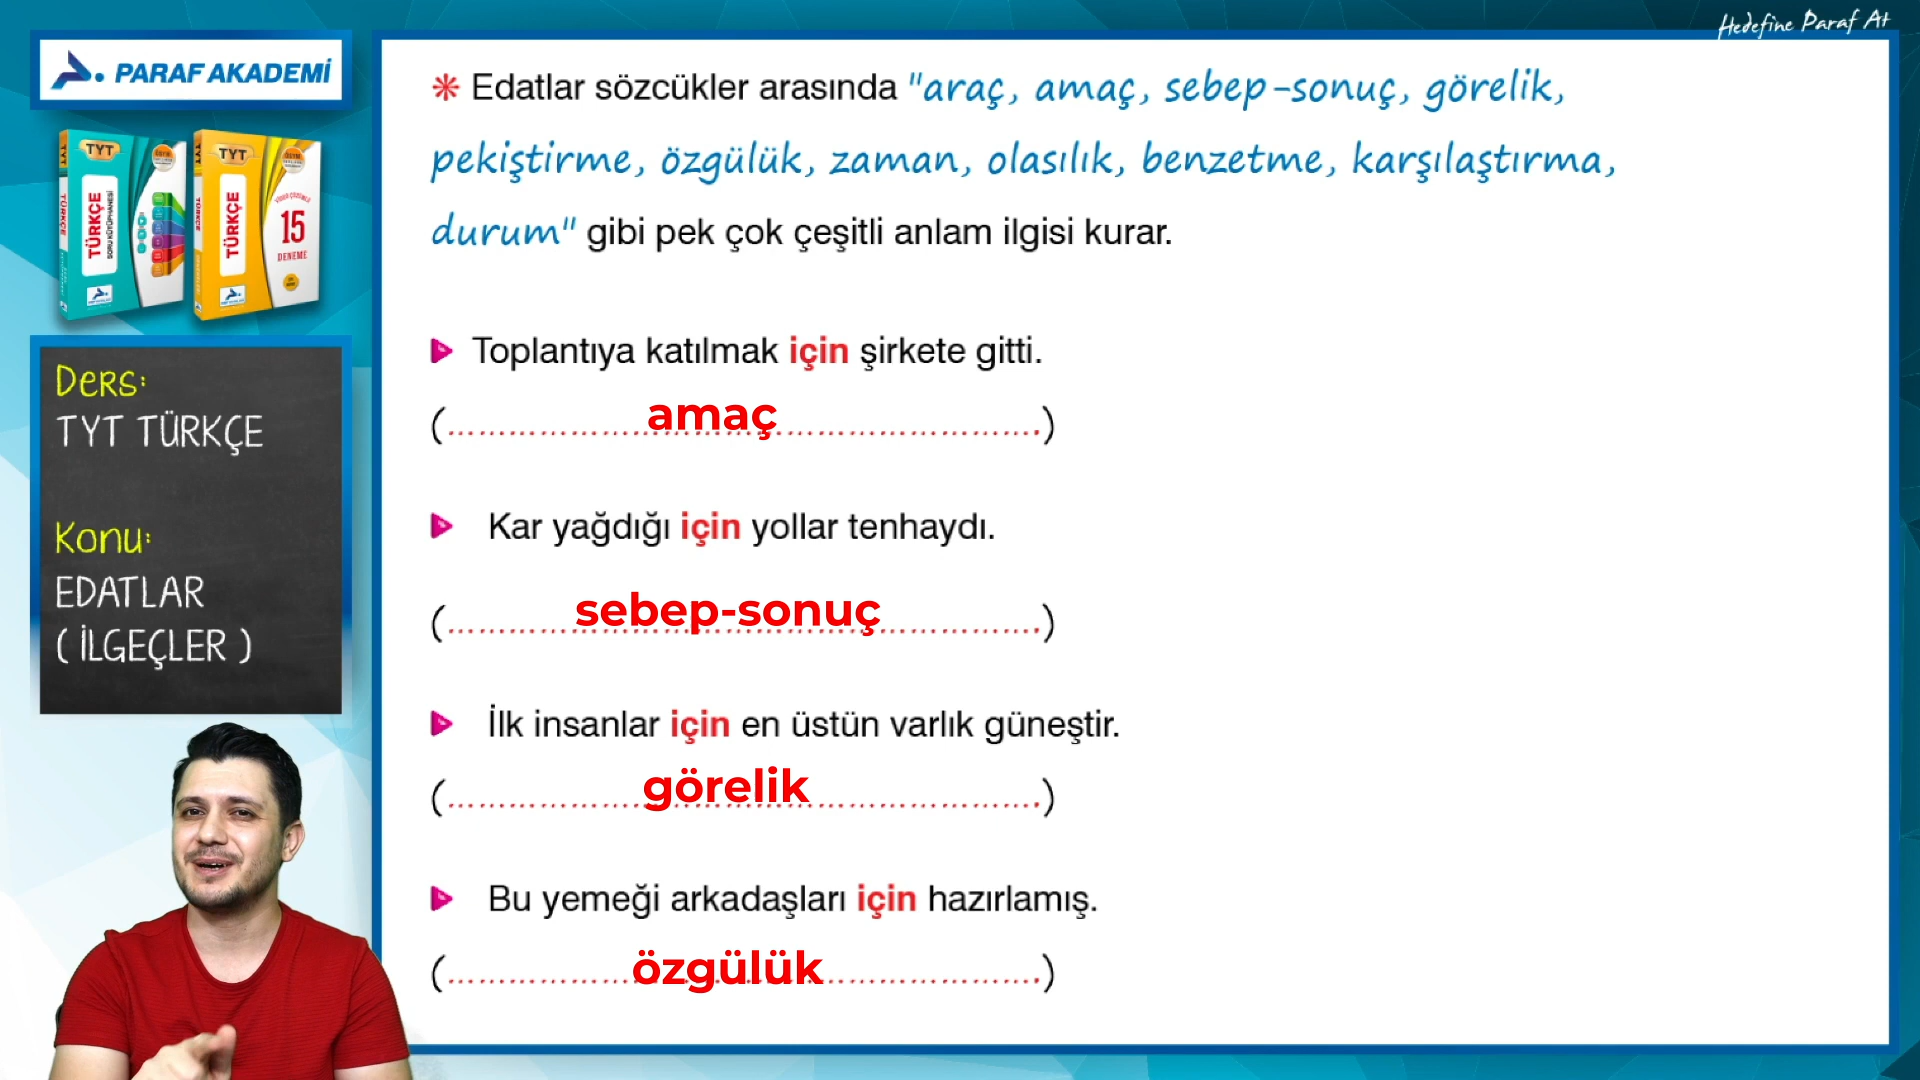 Hedefine Paraf At
PARAF AKADEMİ
TYT
TYT
TÜRKÇE
SORU KÜTÜPHANESİ
TÜRKÇE
15
DENEME
Ders:
TYT TÜRKÇE
Konu:
EDATLAR
( İLGEÇLER )
Edatlar sözcükler arasında "araç, amaç, sebep-sonuç, görelik,
pekiştirme, özgülük, zaman, olasılık, benzetme, karşılaştırma,
durum" gibi pek çok çeşitli anlam ilgisi kurar.
Toplantıya katılmak için şirkete gitti.
(......................amaç......................)
Kar yağdığı için yollar tenhaydı.
(...............sebep-sonuç...............)
İlk insanlar için en üstün varlık güneştir.
(......................görelik......................)
Bu yemeği arkadaşları için hazırlamış.
(......................özgülük......................)